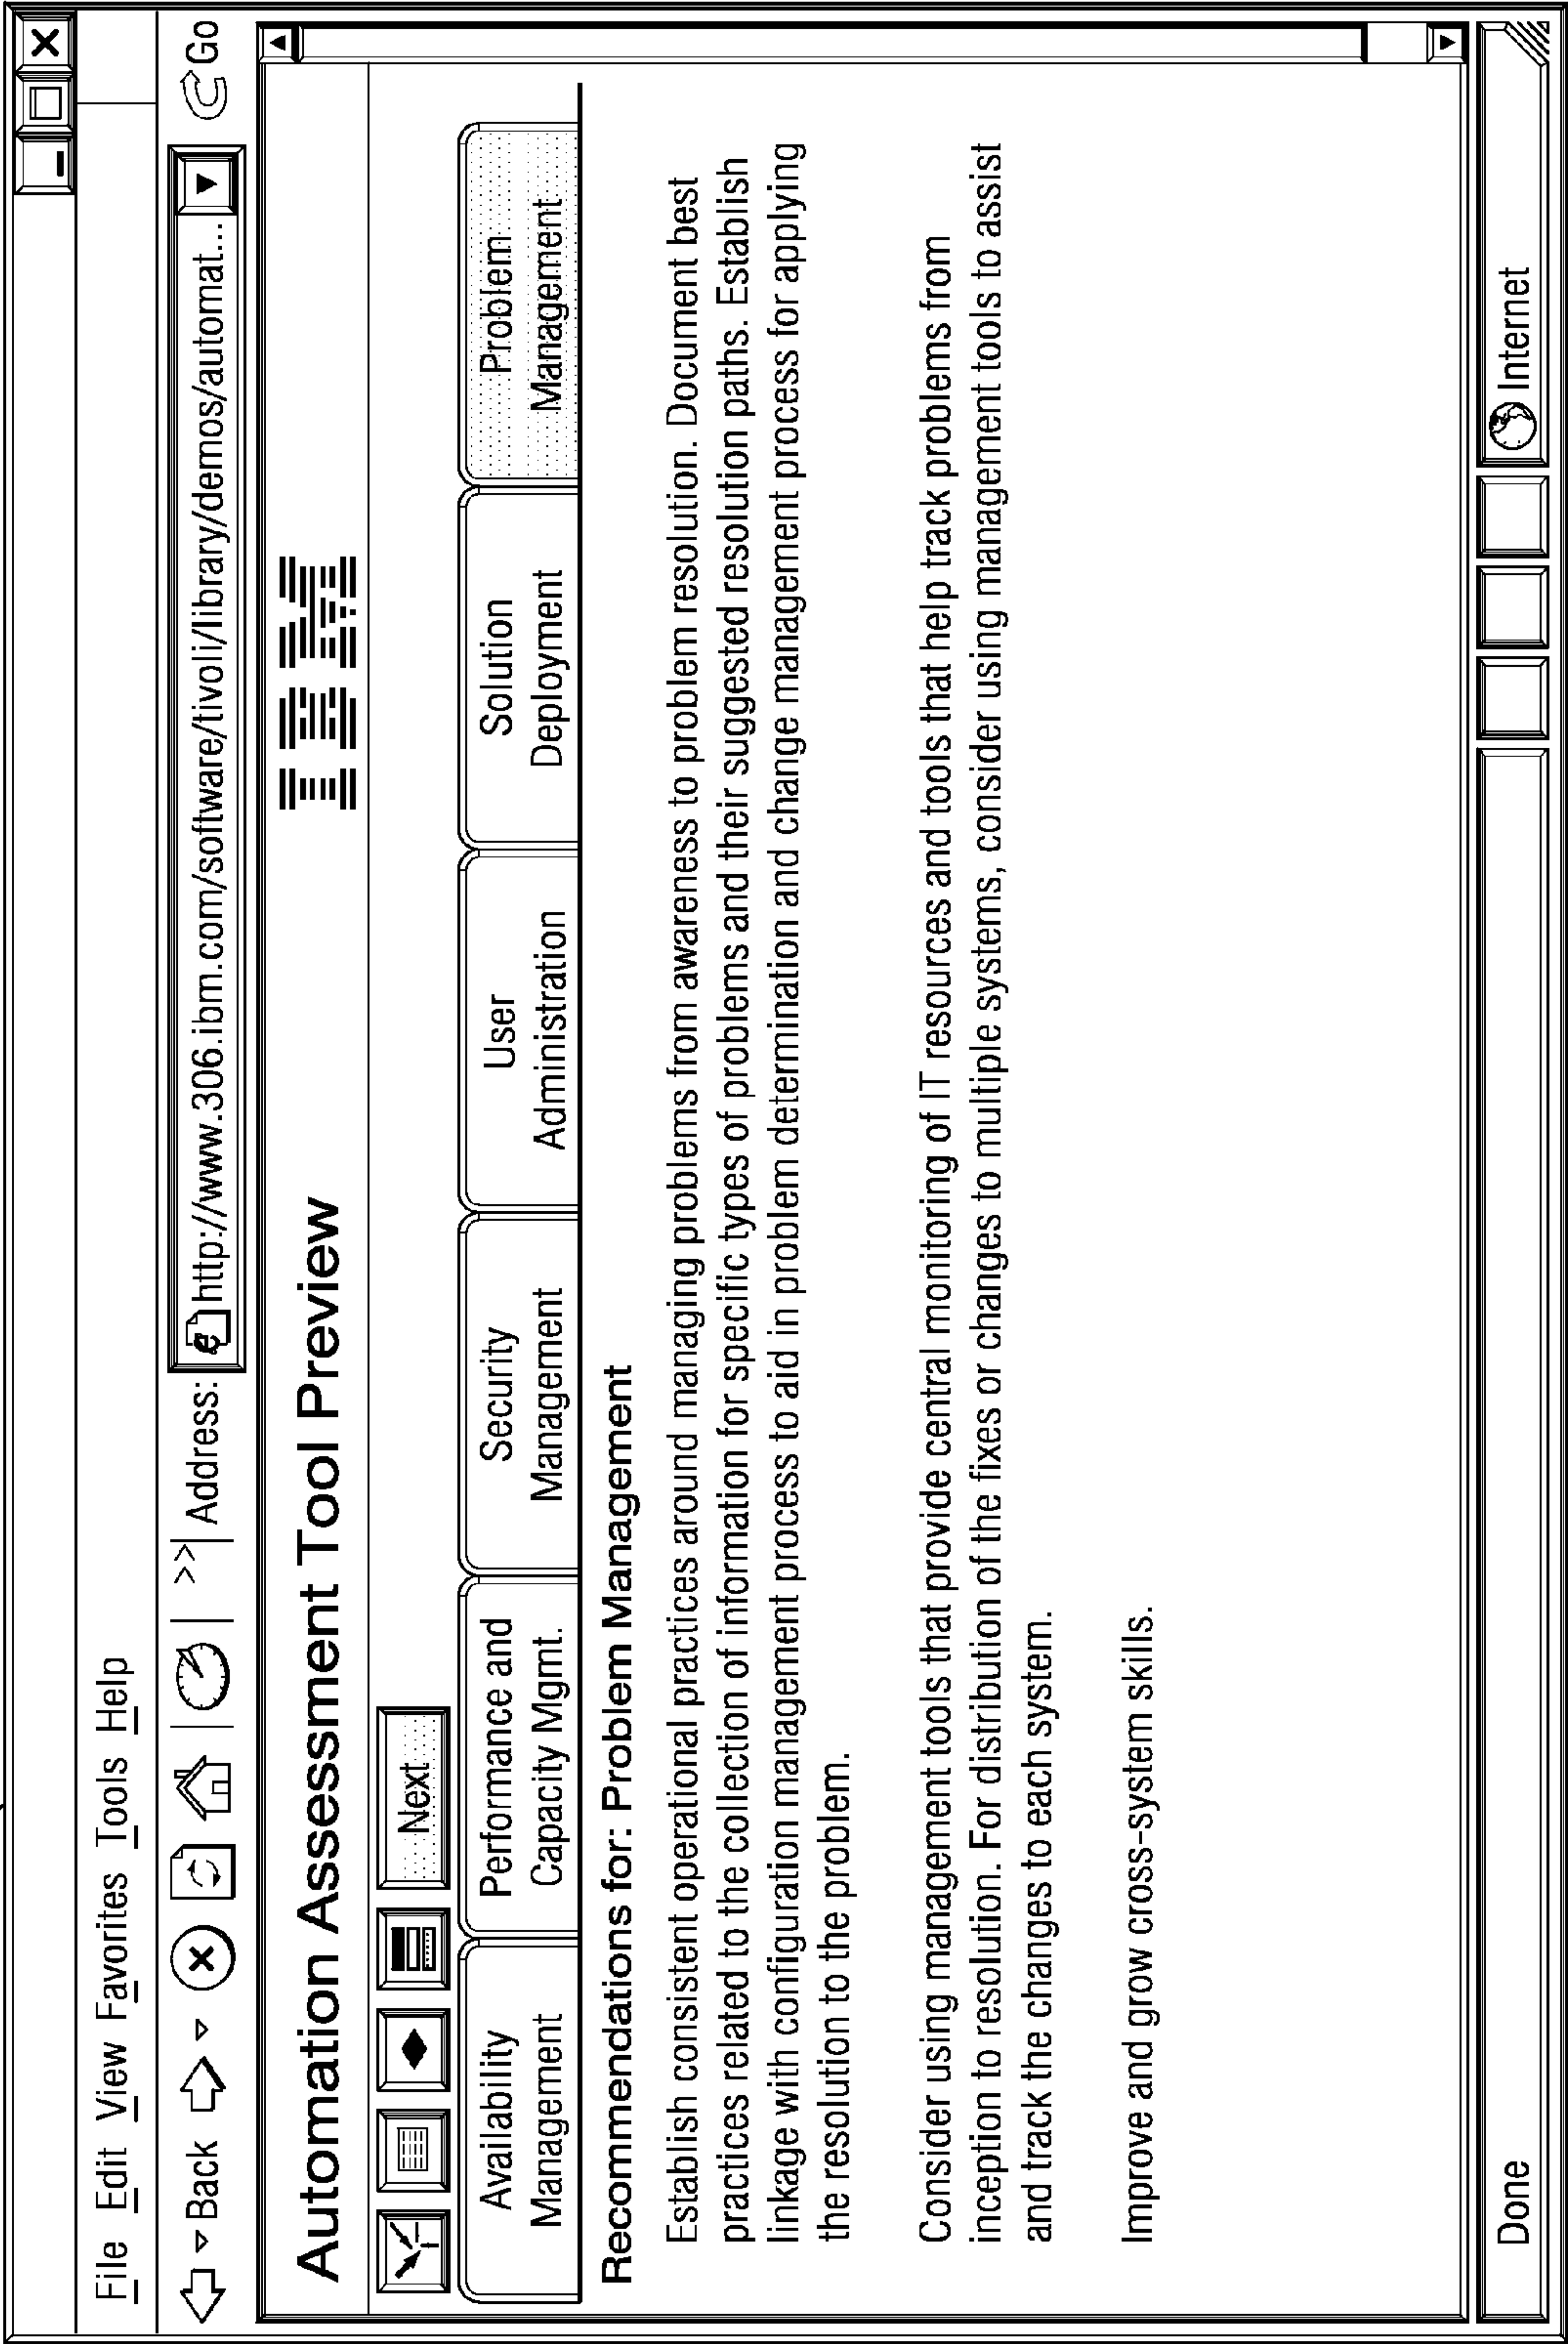 File Edit View Favorites Tools Help
Back >> Address: http://www.306.ibm.com/software/tivoli/library/demos/automat... Go
Automation Assessment Tool Preview IBM
Next
Availability Management
Performance and Capacity Mgmt.
Security Management
User Administration
Solution Deployment
Problem Management
Recommendations for: Problem Management
Establish consistent operational practices around managing problems from awareness to problem resolution. Document best
practices related to the collection of information for specific types of problems and their suggested resolution paths. Establish
linkage with configuration management process to aid in problem determination and change management process for applying
the resolution to the problem.
Consider using management tools that provide central monitoring of IT resources and tools that help track problems from
inception to resolution. For distribution of the fixes or changes to multiple systems, consider using management tools to assist
and track the changes to each system.
Improve and grow cross-system skills.
Done Internet